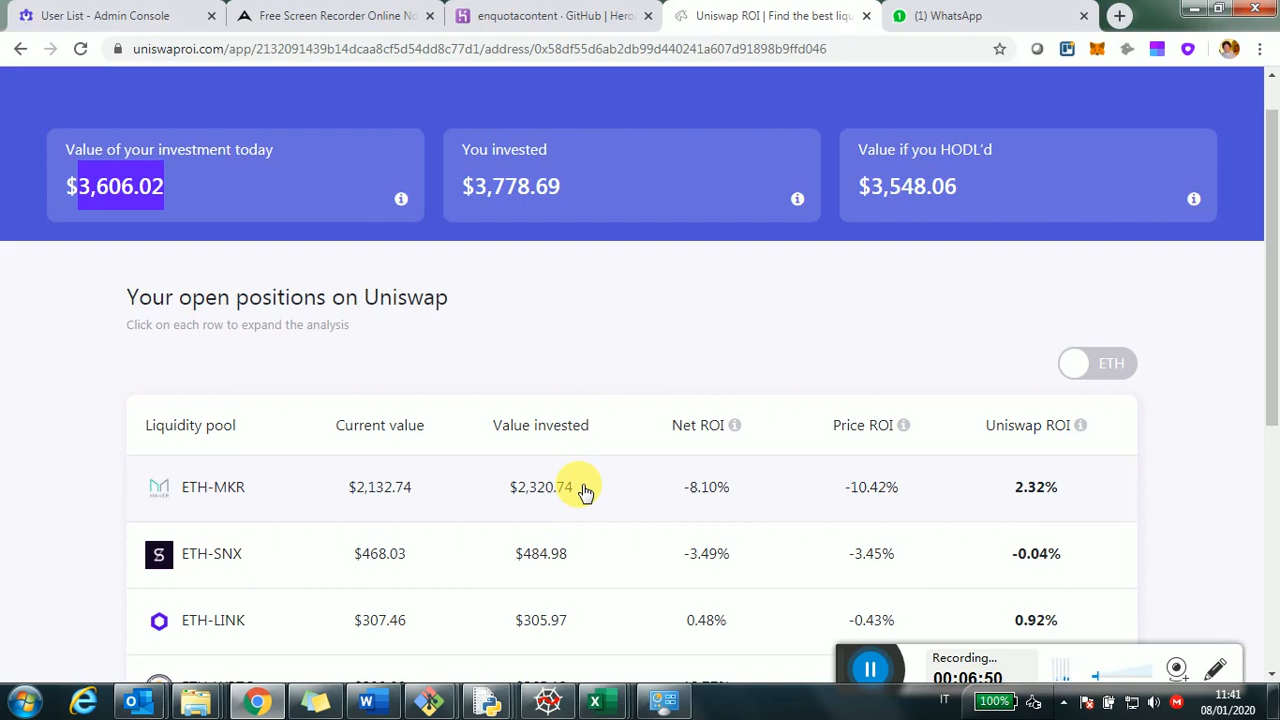 User List - Admin Console
Free Screen Recorder Online No
enquotacontent · GitHub | Hero
Uniswap ROI | Find the best liqu
(1) WhatsApp
uniswaproi.com/app/2132091439b14dcaa8cf5d54dd8c77d1/address/0x58df55d6ab2db99d440241a607d91898b9ffd046
Value of your investment today
$3,606.02
You invested
$3,778.69
Value if you HODL'd
$3,548.06
Your open positions on Uniswap
Click on each row to expand the analysis
ETH
Liquidity pool Current value Value invested Net ROI Price ROI Uniswap ROI
ETH-MKR $2,132.74 $2,320.74 -8.10% -10.42% 2.32%
ETH-SNX $468.03 $484.98 -3.49% -3.45% -0.04%
ETH-LINK $307.46 $305.97 0.48% -0.43% 0.92%
Recording...
00:06:50
IT
100%
11:41
08/01/2020